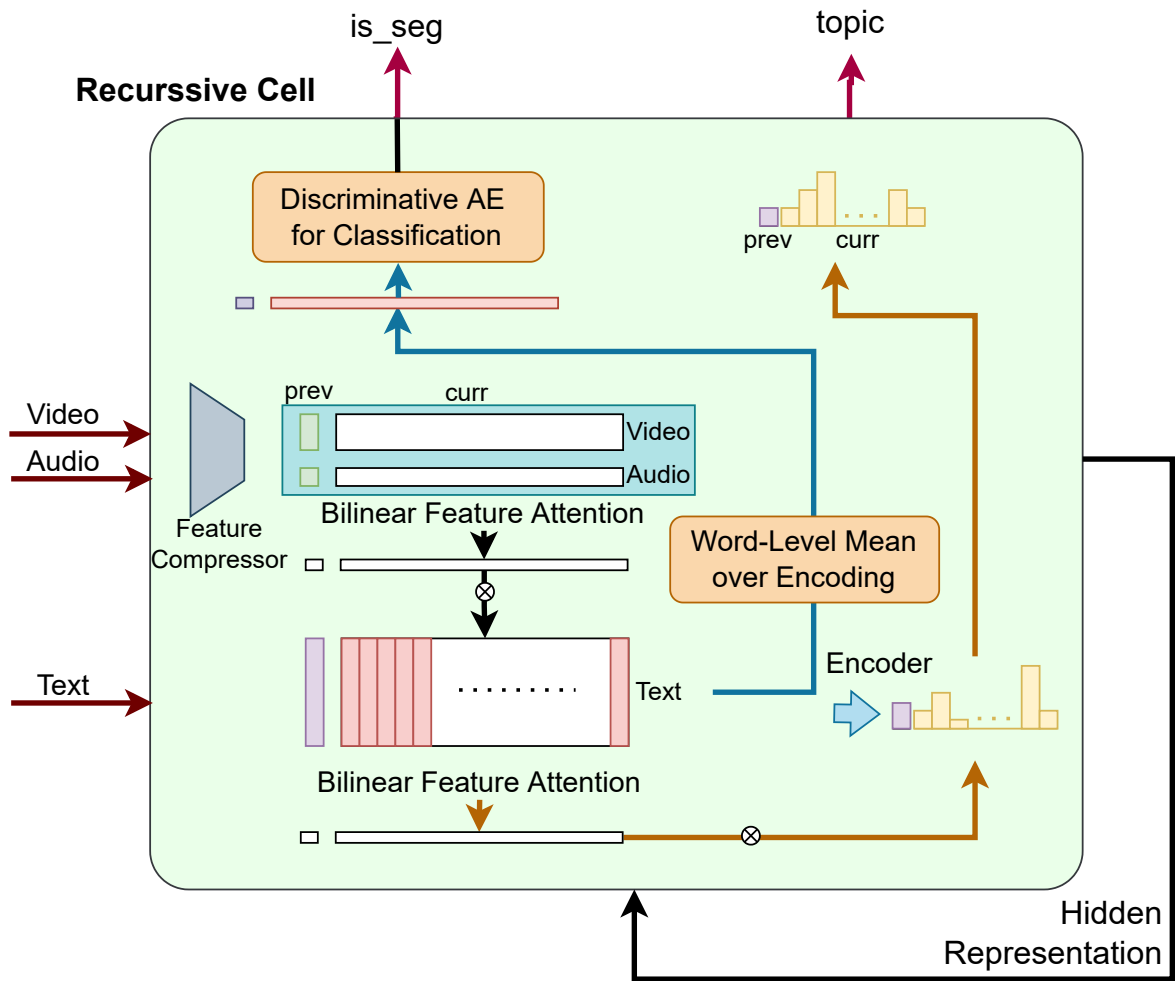 is_seg
topic
Recurssive Cell
Discriminative AE
for Classification
prev
curr
prev
curr
Video
Video
Audio
Audio
Feature
Compressor
Bilinear Feature Attention
Word-Level Mean
over Encoding
Text
Text
Encoder
Bilinear Feature Attention
Hidden
Representation